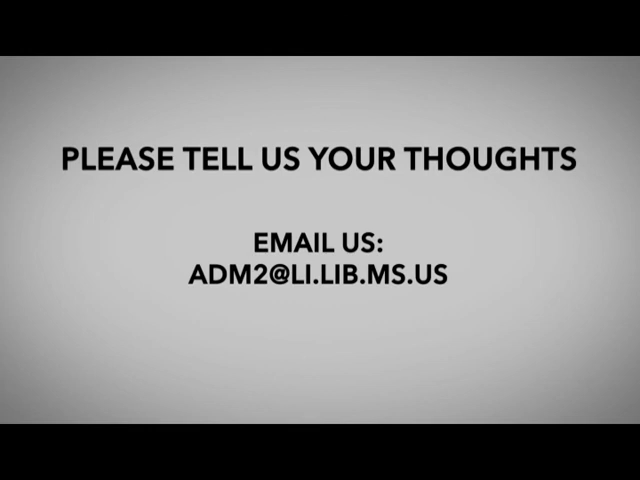 PLEASE TELL US YOUR THOUGHTS
EMAIL US:
ADM2@LI.LIB.MS.US